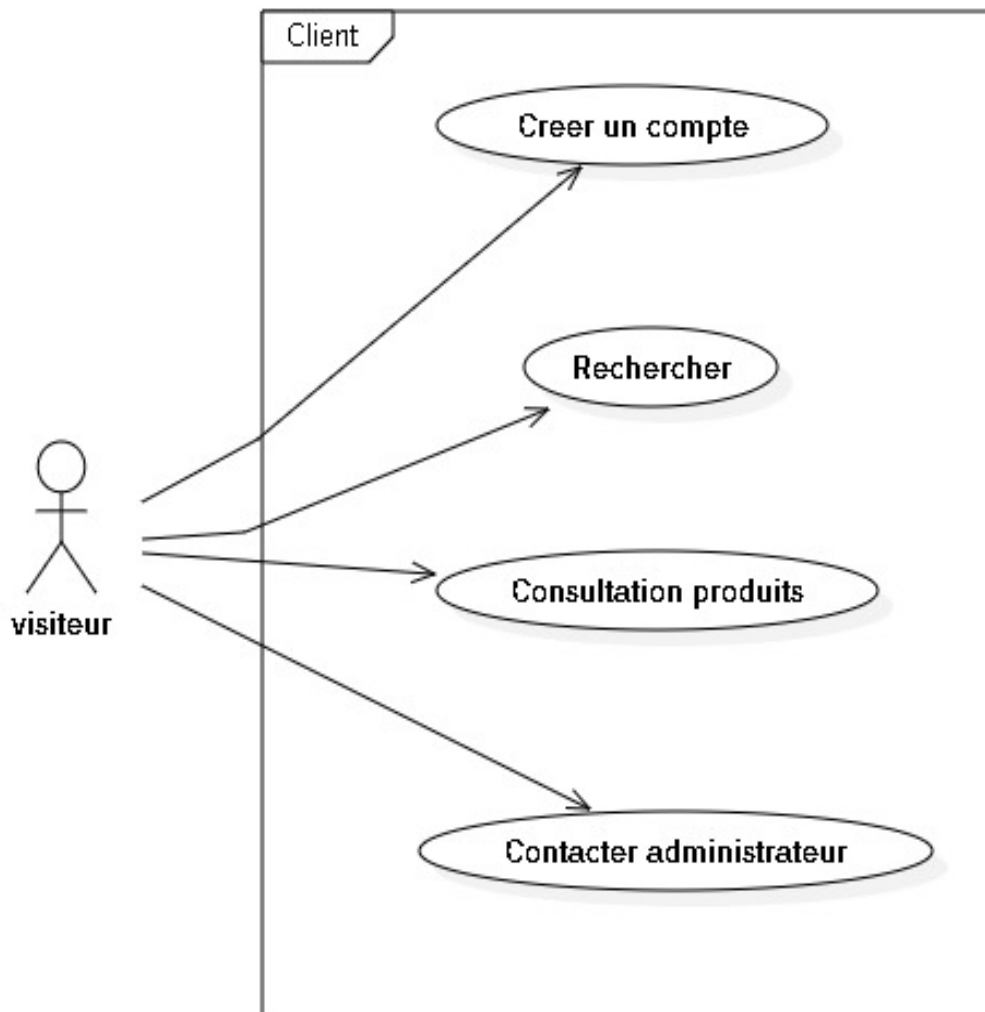 Client
Creer un compte
Rechercher
visiteur
Consultation produits
Contacter administrateur